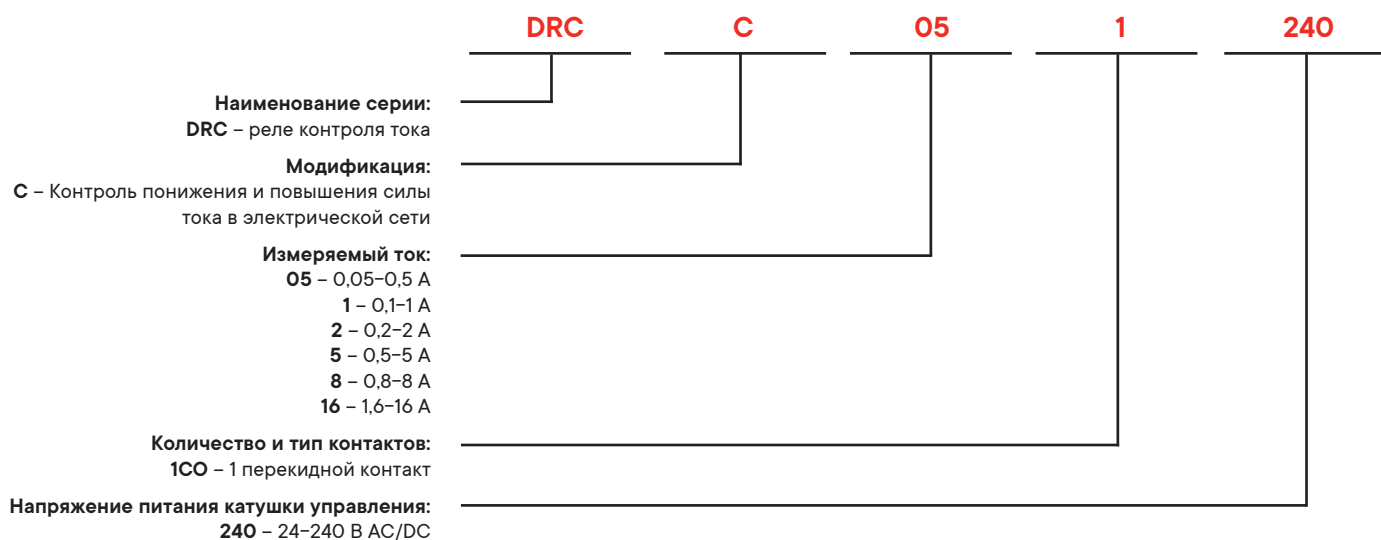 DRC C 05 1 240
Наименование серии:
DRC – реле контроля тока
Модификация:
C – Контроль понижения и повышения силы
тока в электрической сети
Измеряемый ток:
05 – 0,05–0,5 А
1 – 0,1–1 А
2 – 0,2–2 А
5 – 0,5–5 А
8 – 0,8–8 А
16 – 1,6–16 А
Количество и тип контактов:
1CO – 1 перекидной контакт
Напряжение питания катушки управления:
240 – 24–240 В AC/DC